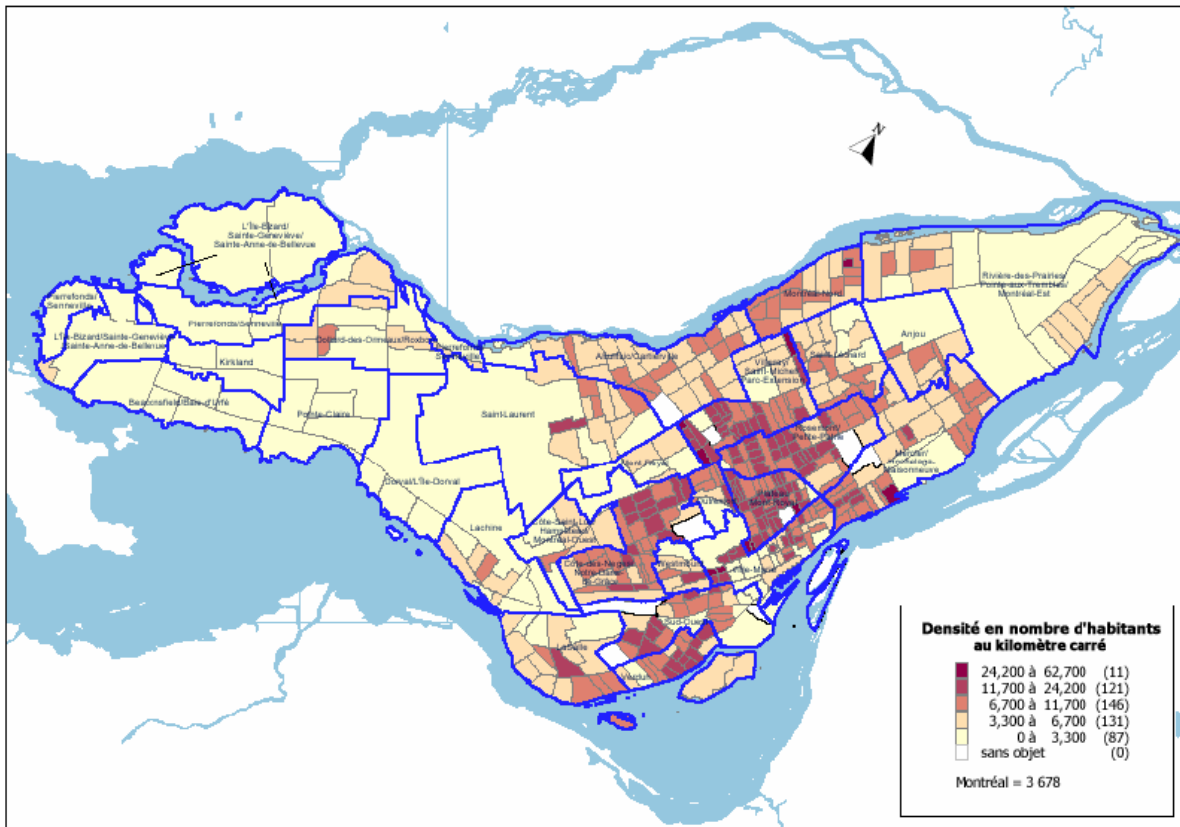 N
L'Île-Bizard/
Sainte-Geneviève/
Sainte-Anne-de-Bellevue
Rivière-des-Prairies/
Pointe-aux-Trembles/
Montréal-Est
Montréal-Nord
Pierrefonds/
Senneville
Pierrefonds/Senneville
Anjou
L'Île-Bizard/Sainte-Geneviève/
Sainte-Anne-de-Bellevue
Dollard-des-Ormeaux/Roxboro
Pierrefonds/
Senneville
Ahuntsic/Cartierville
Saint-Léonard
Villeray/
Saint-Michel/
Parc-Extension
Kirkland
Beaconsfield/Baie-d'Urfé
Pointe-Claire
Saint-Laurent
Rosemont/
Petite-Patrie
Mercier/
Hochelaga-
Maisonneuve
Mont-Royal
Dorval/L'Île-Dorval
Plateau
Mont-Royal
Outremont
Lachine
Côte-Saint-Luc/
Hampstead/
Montréal-Ouest
Côte-des-Neiges
Notre-Dame-
de-Grâce
Westmount
Ville-Marie
Sud-Ouest
LaSalle
Verdun
Densité en nombre d'habitants
au kilomètre carré
24,200 à 62,700 (11)
11,700 à 24,200 (121)
6,700 à 11,700 (146)
3,300 à 6,700 (131)
0 à 3,300 (87)
sans objet (0)
Montréal = 3 678